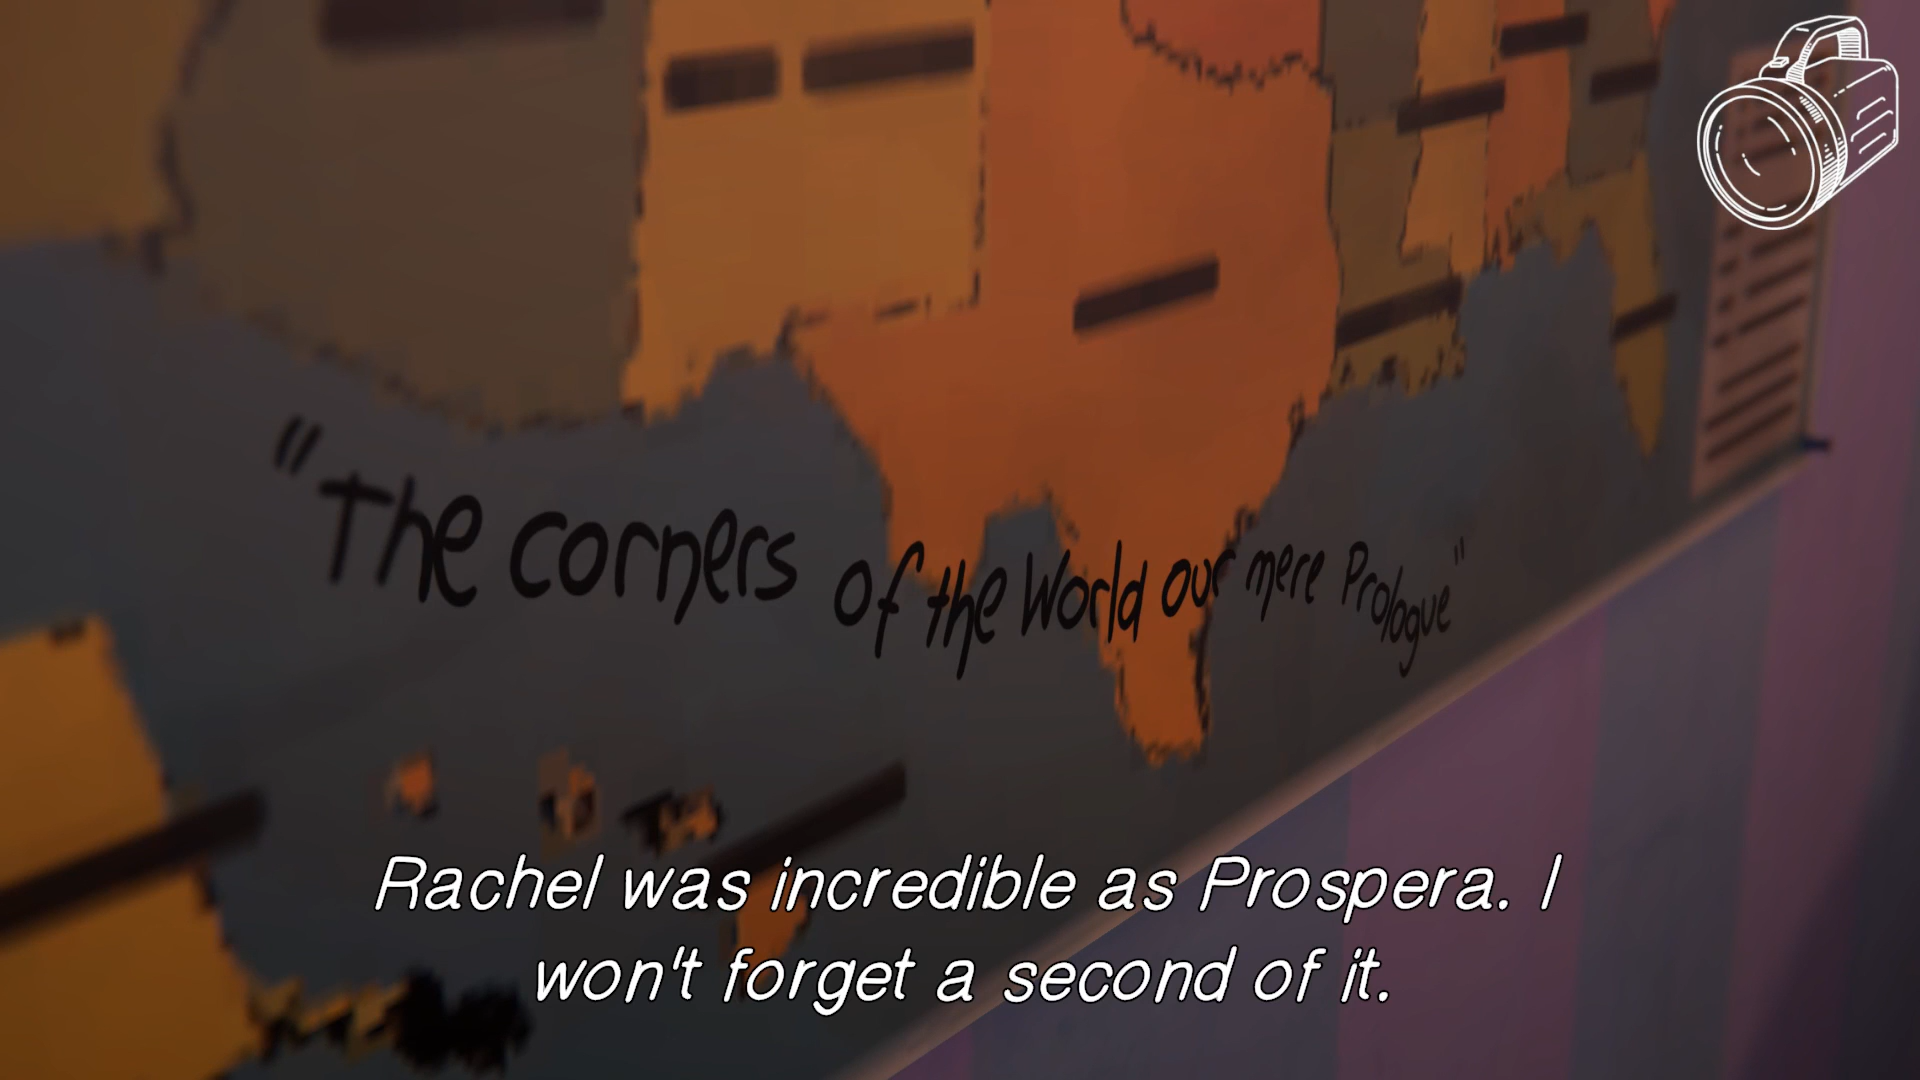 "The corners of the World our mere Prologue"
Rachel was incredible as Prospera. I
won't forget a second of it.